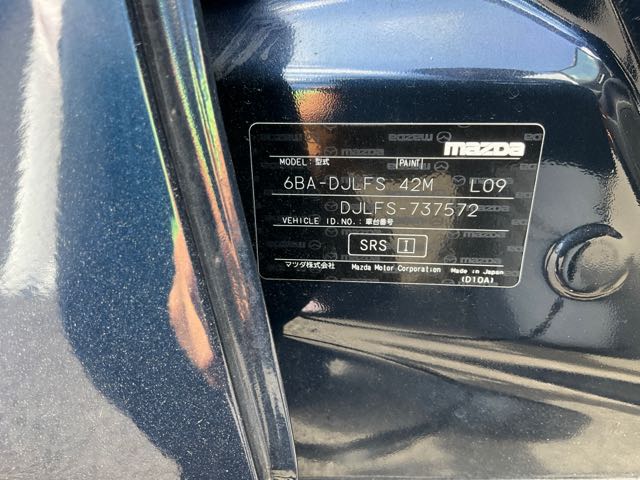 mazda
MODEL: 型式 PAINT
6BA-DJLFS 42M L09
DJLFS-737572
VEHICLE ID.NO.: 車台番号
SRS I
マツダ株式会社 Mazda Motor Corporation Made in Japan
(D10A)